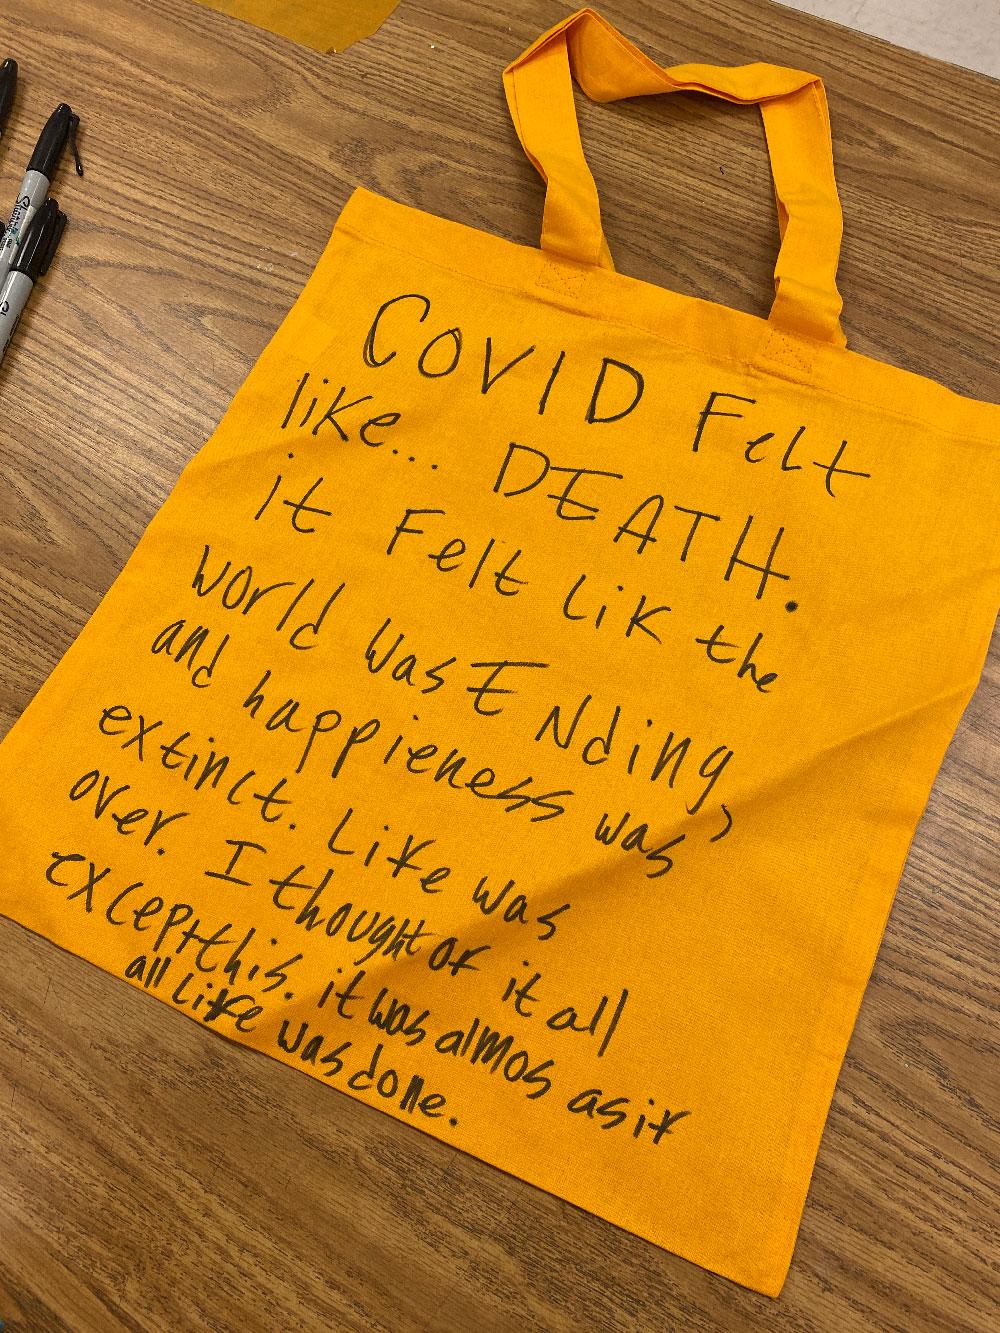 COVID Felt
like... DEATH.
it Felt Lik the
world Was ENding,
and happieness was
extinct. Life was
over. I thought of it all
except this. it was almos as if
all Life was done.
Sharpie